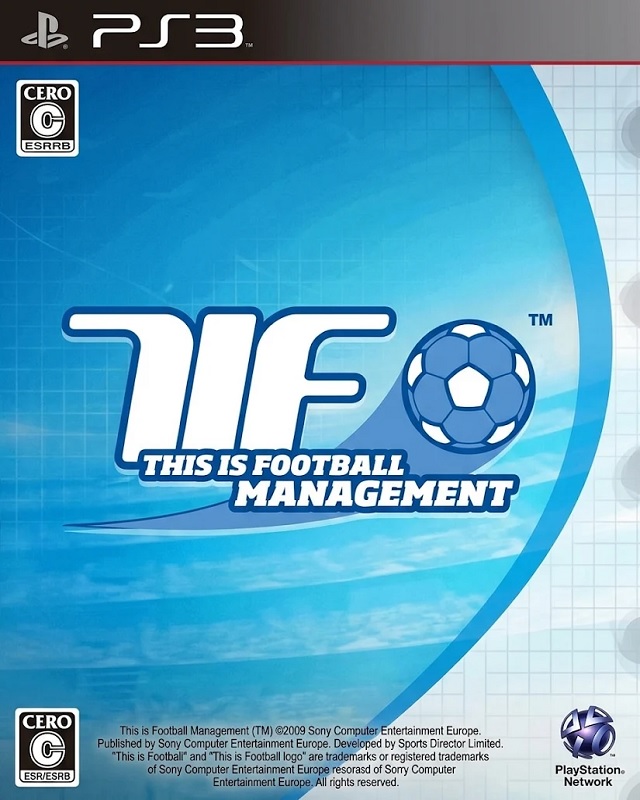 PS3 TM
CERO
C
ESRRB
TIF TM
THIS IS FOOTBALL
MANAGEMENT
CERO
C
ESR/ESRB
This is Football Management (TM) ©2009 Sony Computer Entertainment Europe.
Published by Sony Computer Entertainment Europe. Developed by Sports Director Limited.
"This is Football" and "This is Football logo" are trademarks or registered trademarks
of Sony Computer Entertainment Europe resorasd of Sorry Computer
Entertainment Europe. All rights reserved.
PlayStation®
Network